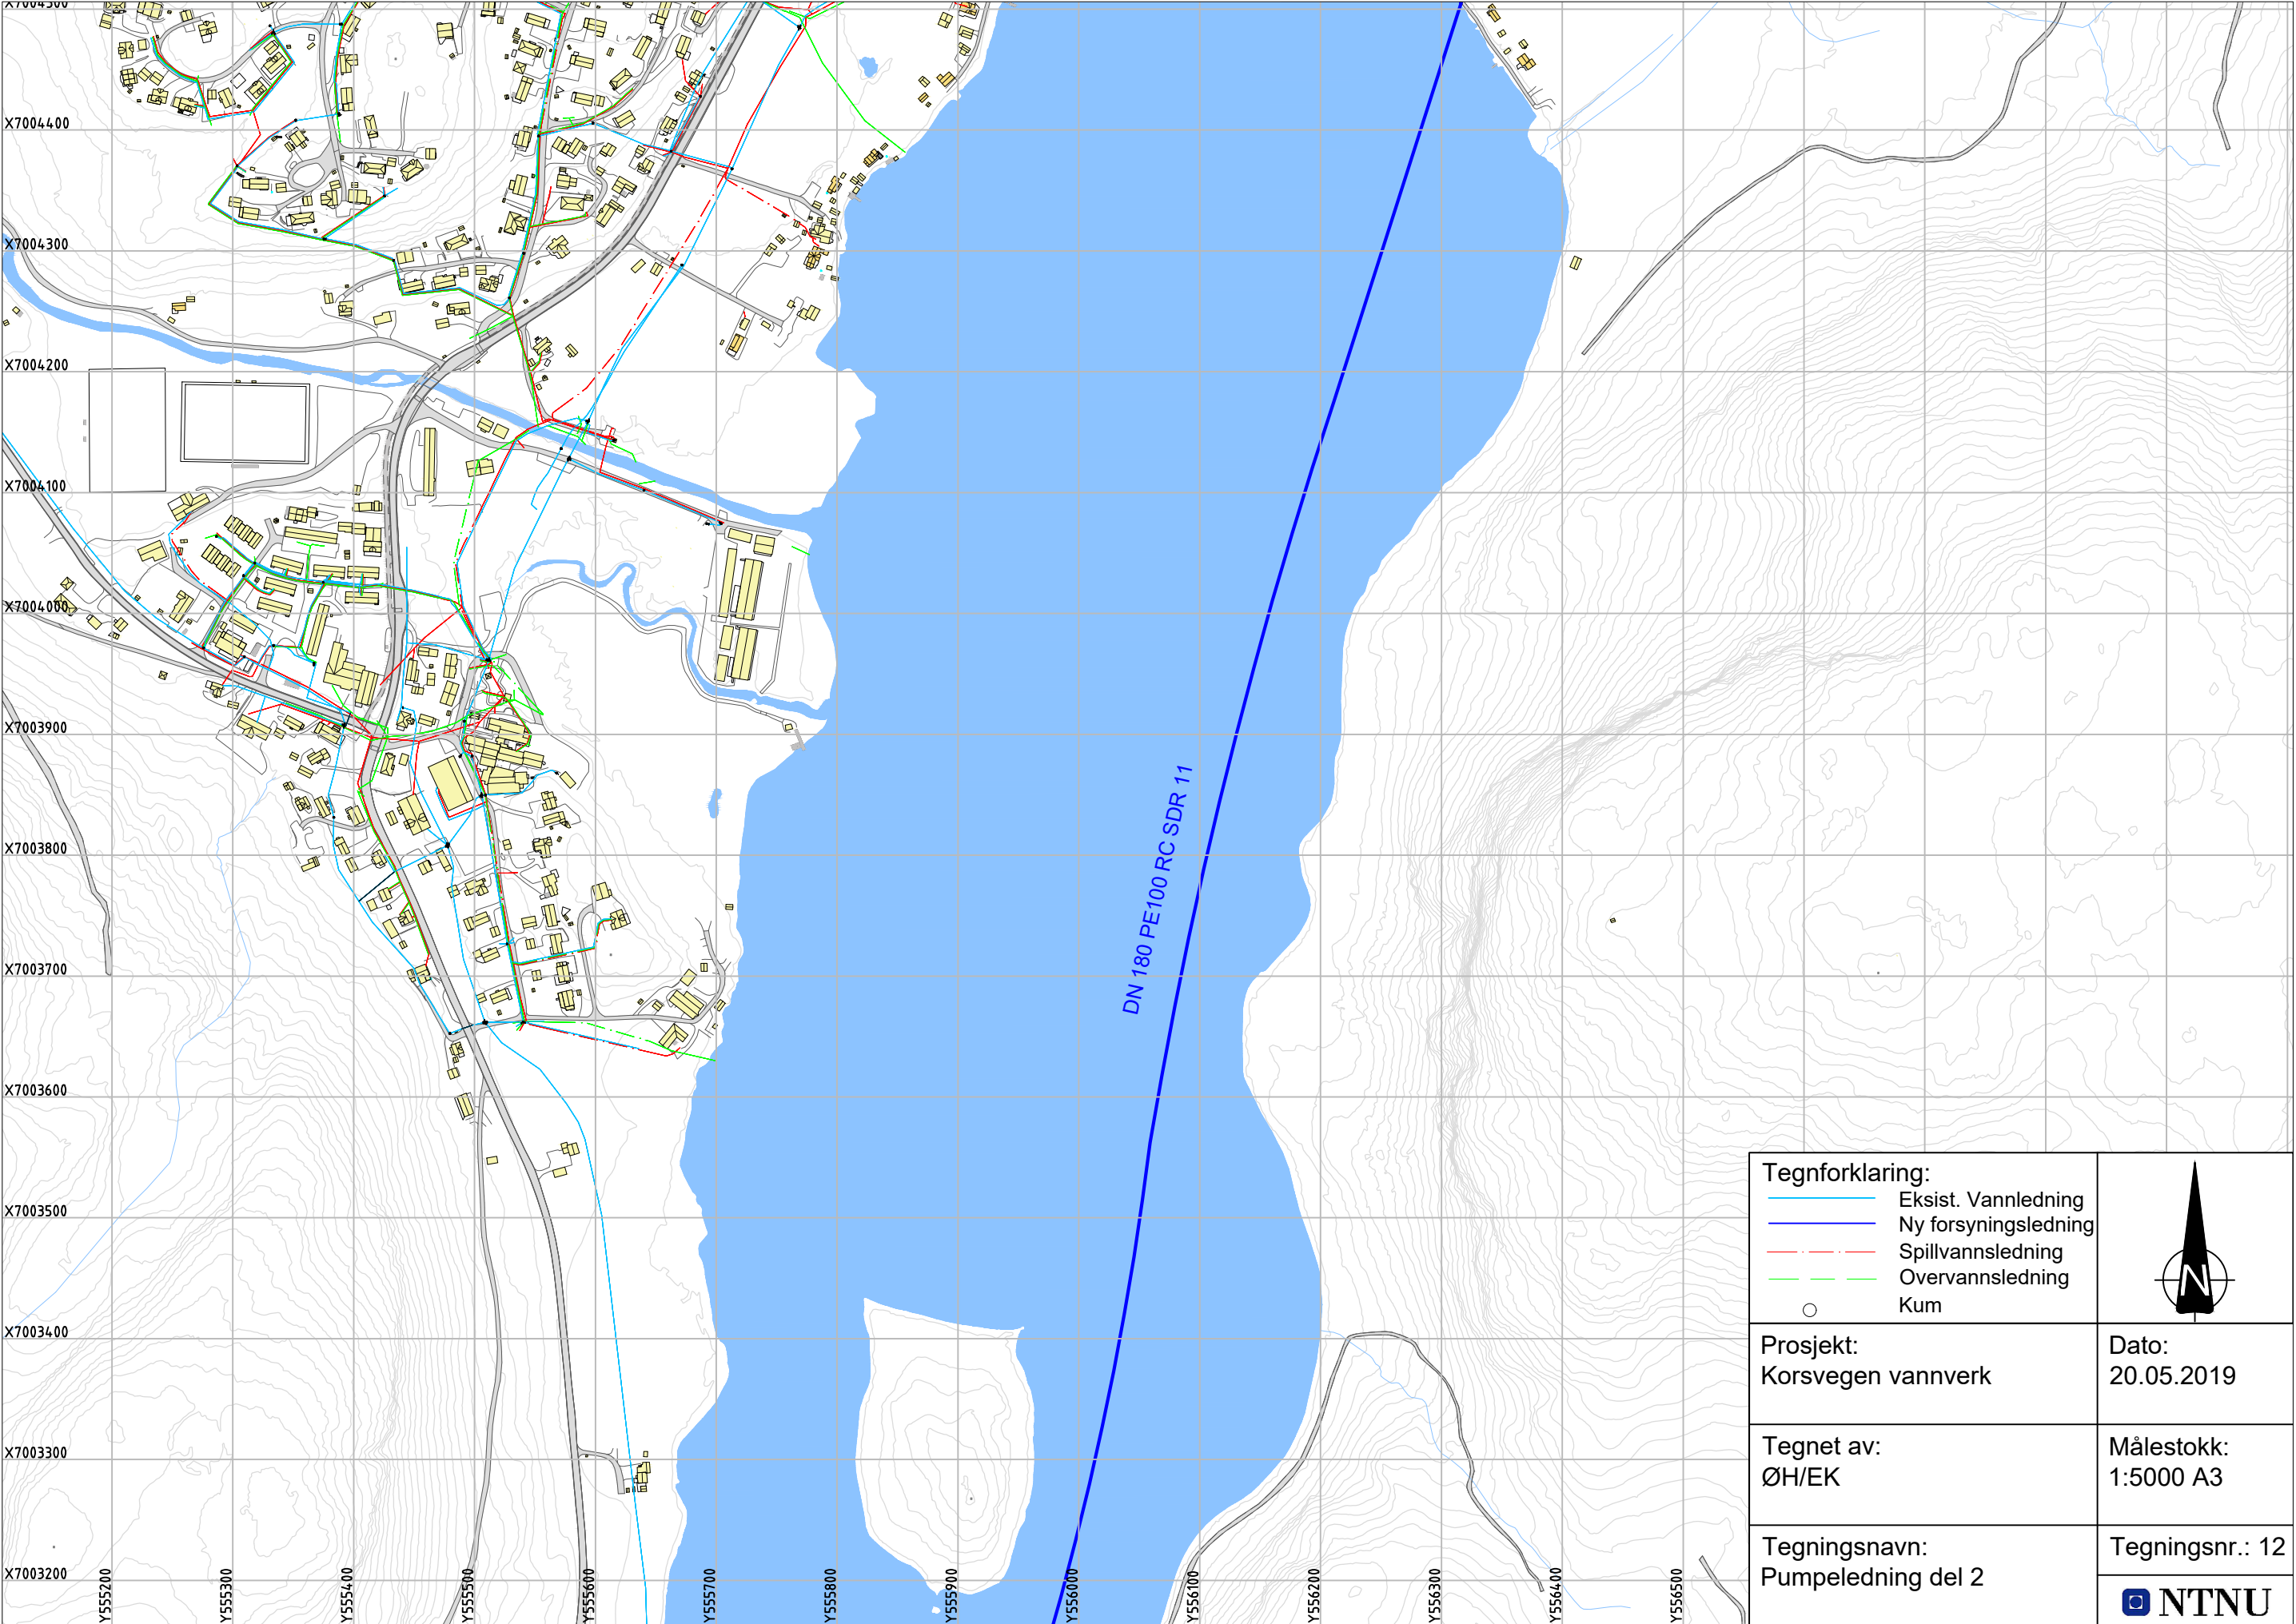 X7004500
X7004400
X7004300
X7004200
X7004100
X7004000
X7003900
X7003800
X7003700
X7003600
X7003500
X7003400
X7003300
X7003200
Y555200
Y555300
Y555400
Y555500
Y555600
Y555700
Y555800
Y555900
Y556000
Y556100
Y556200
Y556300
Y556400
Y556500
DN 180 PE100 RC SDR 11
Tegnforklaring:
Eksist. Vannledning
Ny forsyningsledning
Spillvannsledning
Overvannsledning
Kum
N
Prosjekt:
Korsvegen vannverk
Dato:
20.05.2019
Tegnet av:
ØH/EK
Målestokk:
1:5000 A3
Tegningsnavn:
Pumpeledning del 2
Tegningsnr.: 12
NTNU